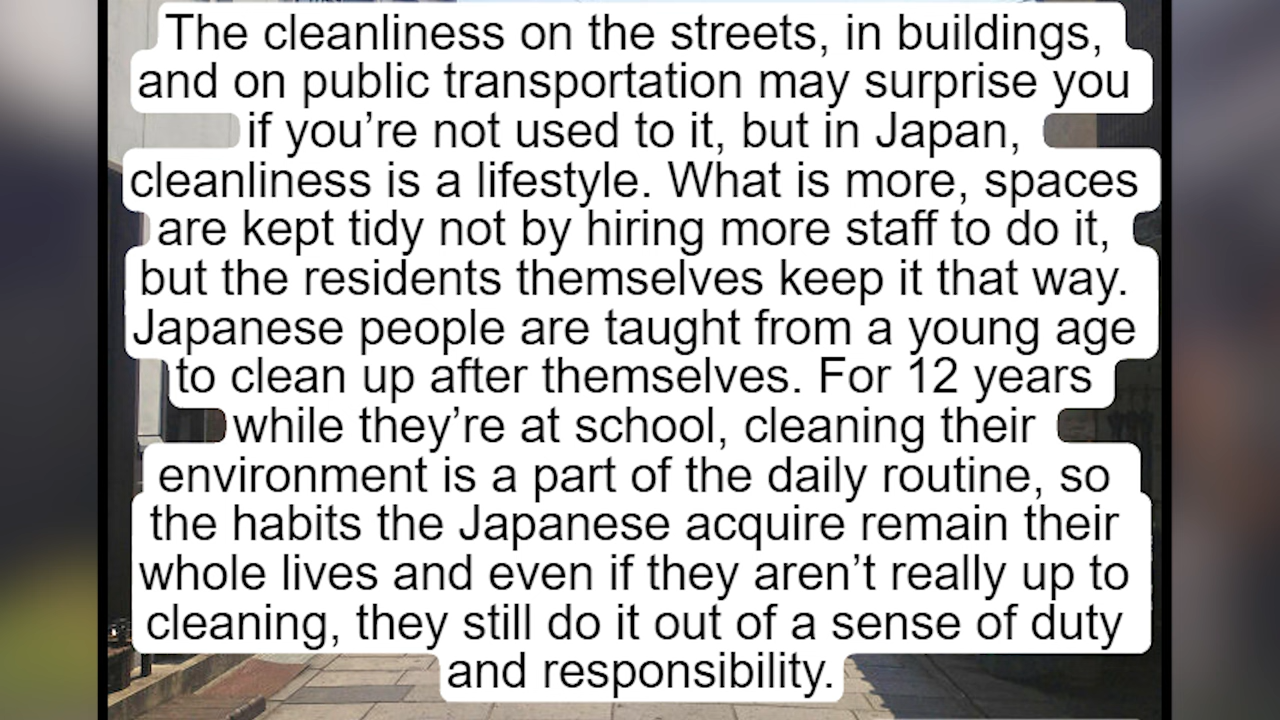 The cleanliness on the streets, in buildings,
and on public transportation may surprise you
if you’re not used to it, but in Japan,
cleanliness is a lifestyle. What is more, spaces
are kept tidy not by hiring more staff to do it,
but the residents themselves keep it that way.
Japanese people are taught from a young age
to clean up after themselves. For 12 years
while they’re at school, cleaning their
environment is a part of the daily routine, so
the habits the Japanese acquire remain their
whole lives and even if they aren’t really up to
cleaning, they still do it out of a sense of duty
and responsibility.